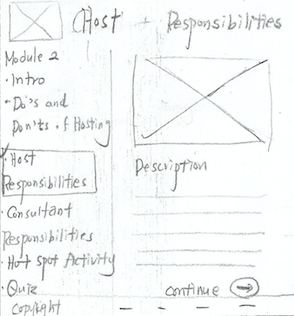 Host + Responsibilities
Module 2
• Intro
• Do's and
Don'ts of Hosting
• Host
Responsibilities
• Consultant
Responsibilities
• Hot Spot Activity
• Quiz
Copyright
Description
Continue →